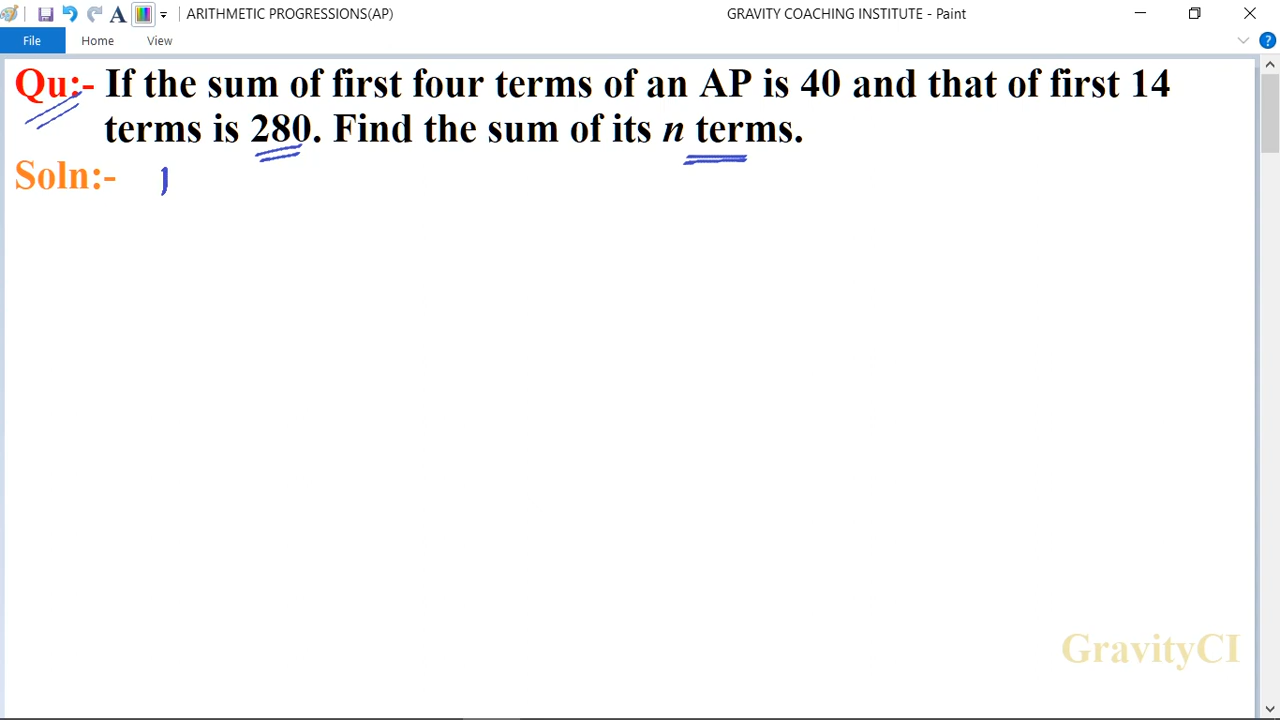 ARITHMETIC PROGRESSIONS(AP)
GRAVITY COACHING INSTITUTE - Paint
File Home View
Qu:- If the sum of first four terms of an AP is 40 and that of first 14
terms is 280. Find the sum of its n terms.
Soln:-
GravityCI